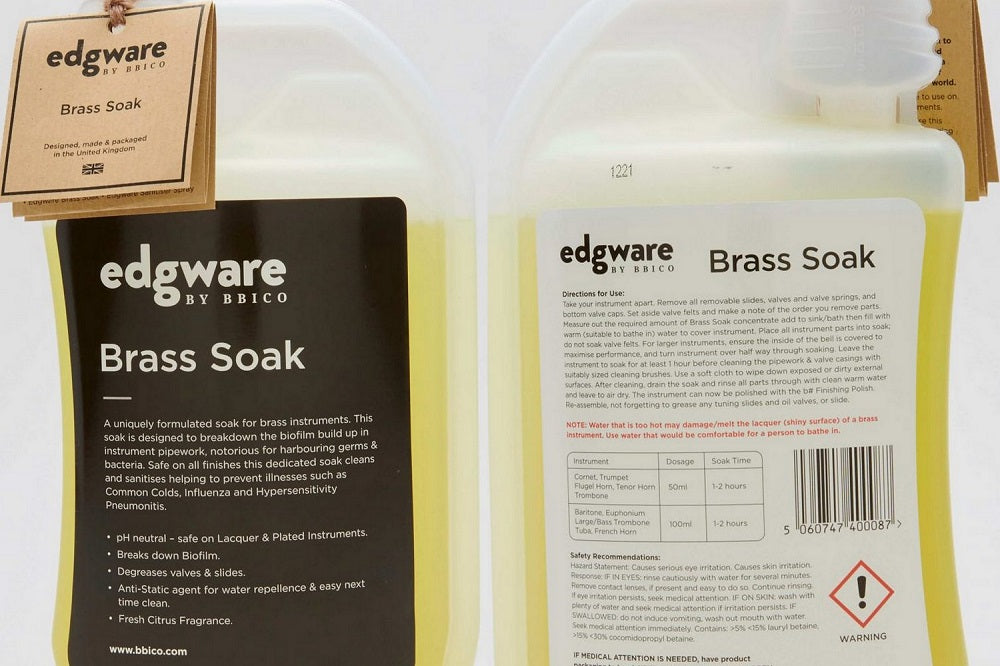 edgware
BY BBICO
Brass Soak
Designed, made & packaged
in the United Kingdom
• Edgware Brass Soak • Edgware Sanitiser Spray
edgware
BY BBICO
Brass Soak
A uniquely formulated soak for brass instruments. This
soak is designed to breakdown the biofilm build up in
instrument pipework, notorious for harbouring germs &
bacteria. Safe on all finishes this dedicated soak cleans
and sanitises helping to prevent illnesses such as
Common Colds, Influenza and Hypersensitivity
Pneumonitis.
• pH neutral – safe on Lacquer & Plated Instruments.
• Breaks down Biofilm.
• Degreases valves & slides.
• Anti-Static agent for water repellence & easy next
time clean.
• Fresh Citrus Fragrance.
www.bbico.com
to
world.
to use on.
this
1221
edgware
BY BBICO
Brass Soak
Directions for Use:
Take your instrument apart. Remove all removable slides, valves and valve springs, and
bottom valve caps. Set aside valve felts and make a note of the order you remove parts.
Measure out the required amount of Brass Soak concentrate add to sink/bath then fill with
warm (suitable to bathe in) water to cover instrument. Place all instrument parts into soak;
do not soak valve felts. For larger instruments, ensure the inside of the bell is covered to
maximise performance, and turn instrument over half way through soaking. Leave the
instrument to soak for at least 1 hour before cleaning the pipework & valve casings with
suitably sized cleaning brushes. Use a soft cloth to wipe down exposed or dirty external
surfaces. After cleaning, drain the soak and rinse all parts through with clean warm water
and leave to air dry. The instrument can now be polished with the b# Finishing Polish.
Re-assemble, not forgetting to grease any tuning slides and oil valves, or slide.
NOTE: Water that is too hot may damage/melt the lacquer (shiny surface) of a brass
instrument. Use water that would be comfortable for a person to bathe in.
Instrument Dosage Soak Time
Cornet, Trumpet
Flugel Horn, Tenor Horn
Trombone
50ml 1-2 hours
Baritone, Euphonium
Large/Bass Trombone
Tuba, French Horn
100ml 1-2 hours
5 060747 400087 >
Safety Recommendations:
Hazard Statement: Causes serious eye irritation. Causes skin irritation.
Response: IF IN EYES: rinse cautiously with water for several minutes.
Remove contact lenses, if present and easy to do so. Continue rinsing.
If eye irritation persists, seek medical attention. IF ON SKIN: wash with
plenty of water and seek medical attention if irritation persists. IF
SWALLOWED: do not induce vomiting, wash out mouth with water.
Seek medical attention immediately. Contains: >5% <15% lauryl betaine,
>15% <30% cocomidopropyl betaine.
WARNING
IF MEDICAL ATTENTION IS NEEDED, have product